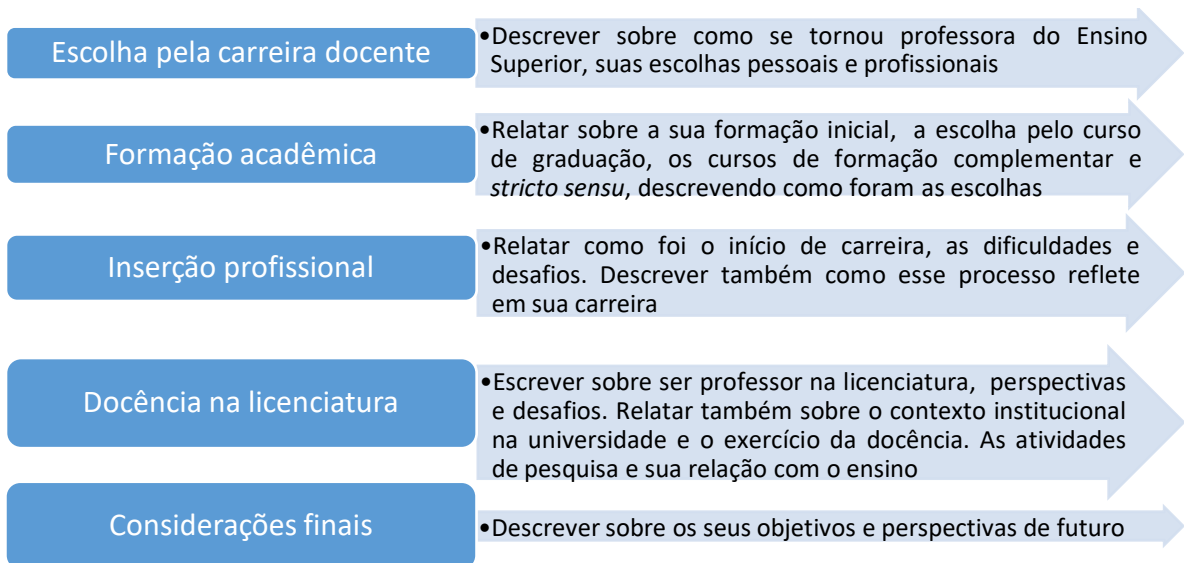 Escolha pela carreira docente
•Descrever sobre como se tornou professora do Ensino
Superior, suas escolhas pessoais e profissionais
Formação acadêmica
•Relatar sobre a sua formação inicial, a escolha pelo curso
de graduação, os cursos de formação complementar e
stricto sensu, descrevendo como foram as escolhas
Inserção profissional
•Relatar como foi o início de carreira, as dificuldades e
desafios. Descrever também como esse processo reflete
em sua carreira
Docência na licenciatura
•Escrever sobre ser professor na licenciatura, perspectivas
e desafios. Relatar também sobre o contexto institucional
na universidade e o exercício da docência. As atividades
de pesquisa e sua relação com o ensino
Considerações finais
•Descrever sobre os seus objetivos e perspectivas de futuro